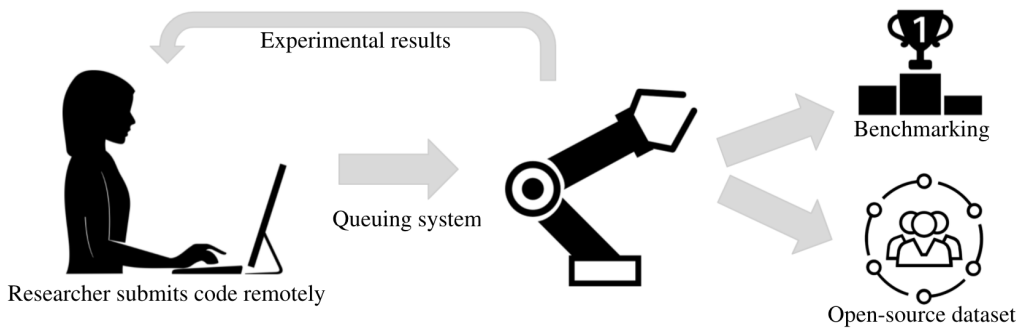 Experimental results
1
Benchmarking
Queuing system
Researcher submits code remotely
Open-source dataset